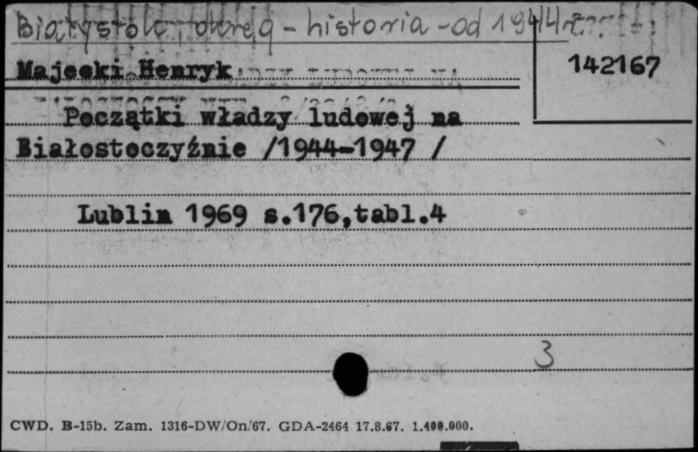 Białystok, okręg - historia - od 1944 r.
Majecki Henryk 142167
Początki władzy ludowej na
Białostocczyźnie /1944-1947 /
Lublin 1969 s.176,tabl.4
3
CWD. B-15b. Zam. 1316-DW/On/67. GDA-2464 17.8.67. 1.400.000.